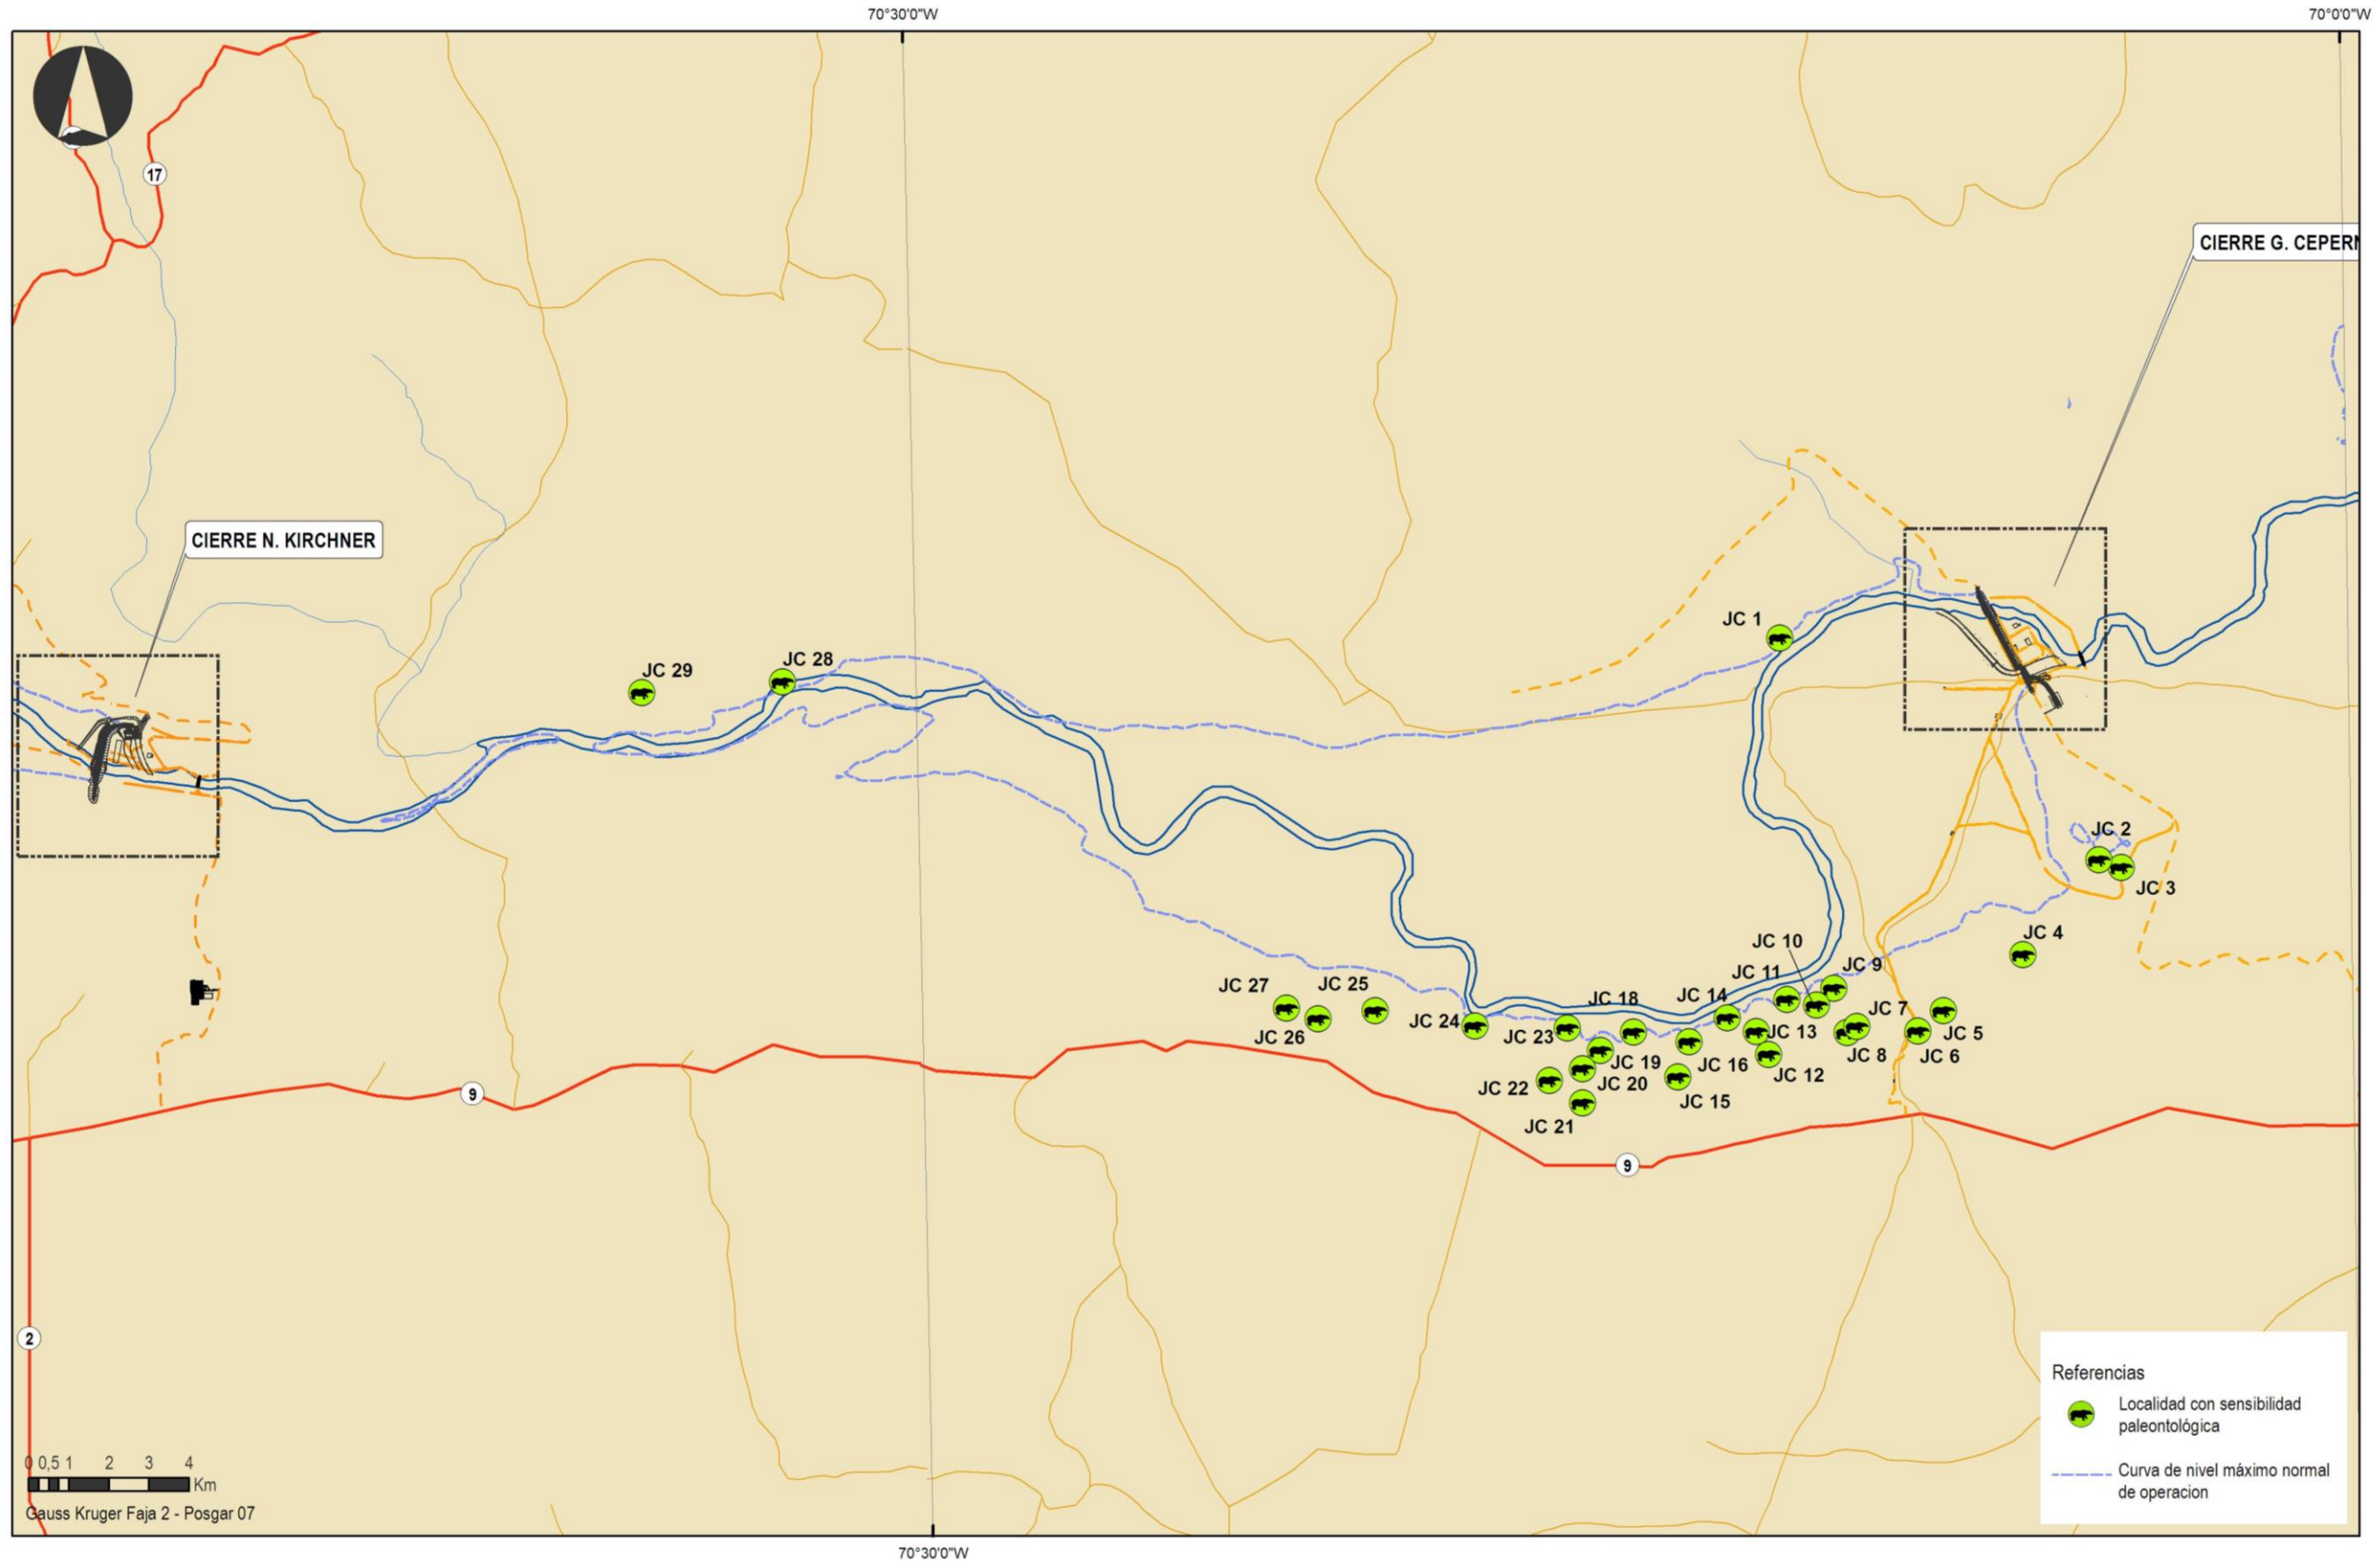 70°30'0"W
70°0'0"W
17
CIERRE G. CEPERN
CIERRE N. KIRCHNER
JC 1
JC 28
JC 29
JC 2
JC 3
JC 4
JC 10
JC 9
JC 11
JC 27
JC 25
JC 18
JC 14
JC 7
JC 24
JC 26
JC 23
JC 13
JC 5
JC 8
JC 6
JC 19
JC 16
JC 12
JC 22
JC 20
JC 15
JC 21
9
9
2
Referencias
Localidad con sensibilidad
paleontológica
Curva de nivel máximo normal
de operacion
0 0,5 1 2 3 4
Km
Gauss Kruger Faja 2 - Posgar 07
70°30'0"W